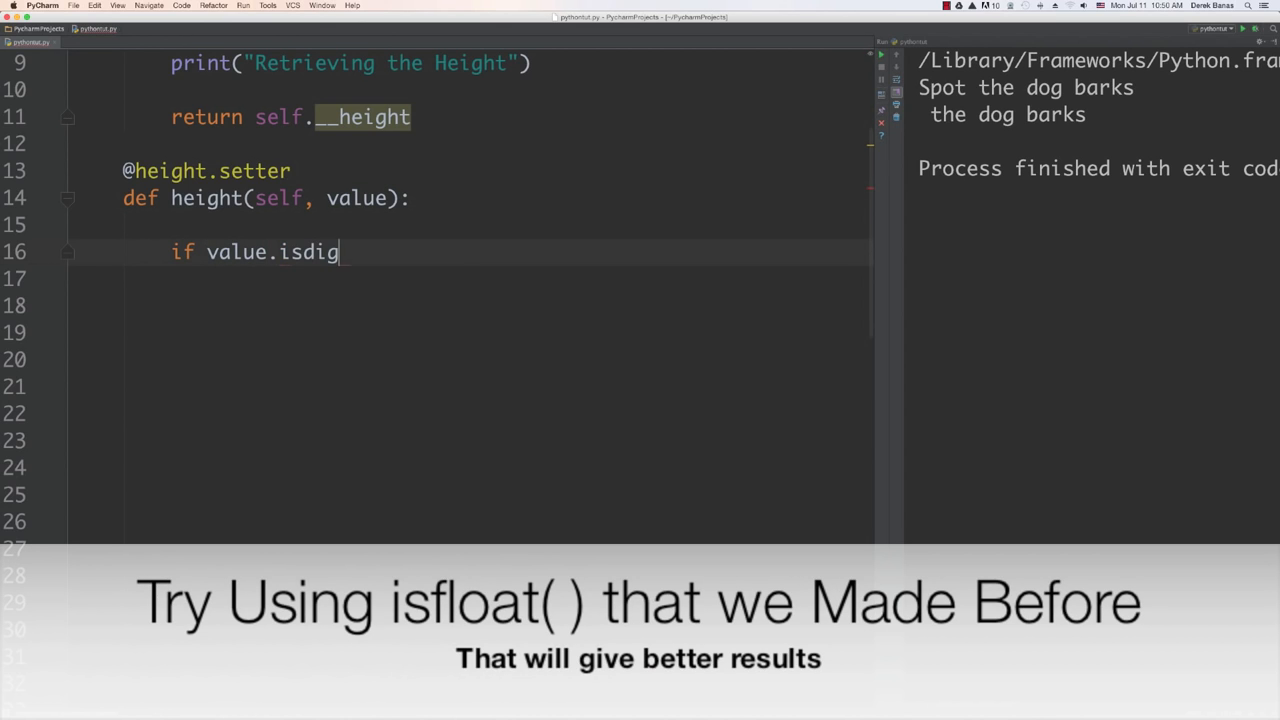 PyCharm File Edit View Navigate Code Refactor Run Tools VCS Window Help 10 Mon Jul 11 10:50 AM Derek Banas
pythontut.py - PycharmProjects - [~/PycharmProjects]
PycharmProjects pythontut.py pythontut
pythontut.py Run pythontut
9 print("Retrieving the Height")
10
11 return self.__height
12
13 @height.setter
14 def height(self, value):
15
16 if value.isdig
17
18
19
20
21
22
23
24
25
26
27
28
29
30
31
32
/Library/Frameworks/Python.fra
Spot the dog barks
the dog barks
Process finished with exit cod
Try Using isfloat( ) that we Made Before
That will give better results